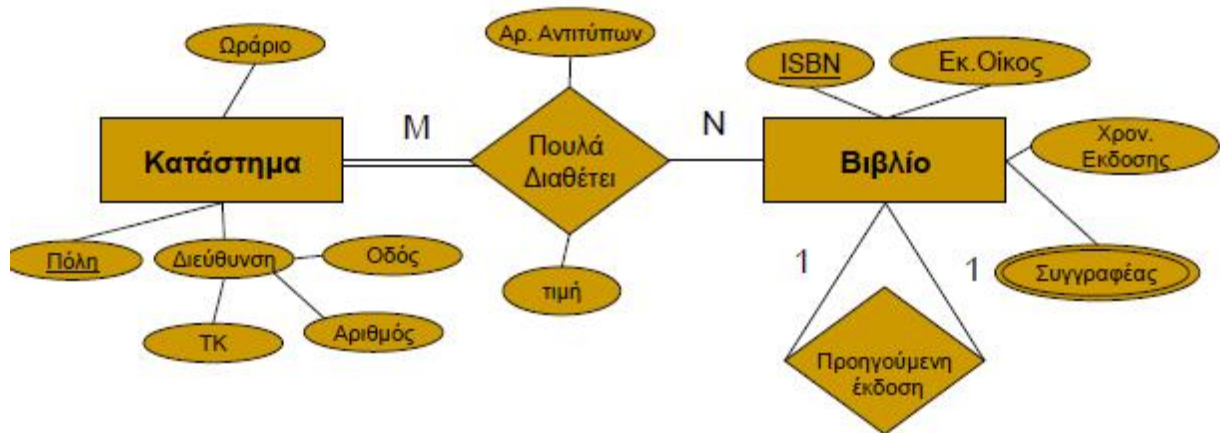 Ωράριο
Αρ. Αντιτύπων
ISBN
Εκ.Οίκος
Κατάστημα
M
Πουλά
Διαθέτει
N
Βιβλίο
Χρον.
Εκδοσης
Πόλη
Διεύθυνση
Οδός
τιμή
1
1
Συγγραφέας
ΤΚ
Αριθμός
Προηγούμενη
έκδοση